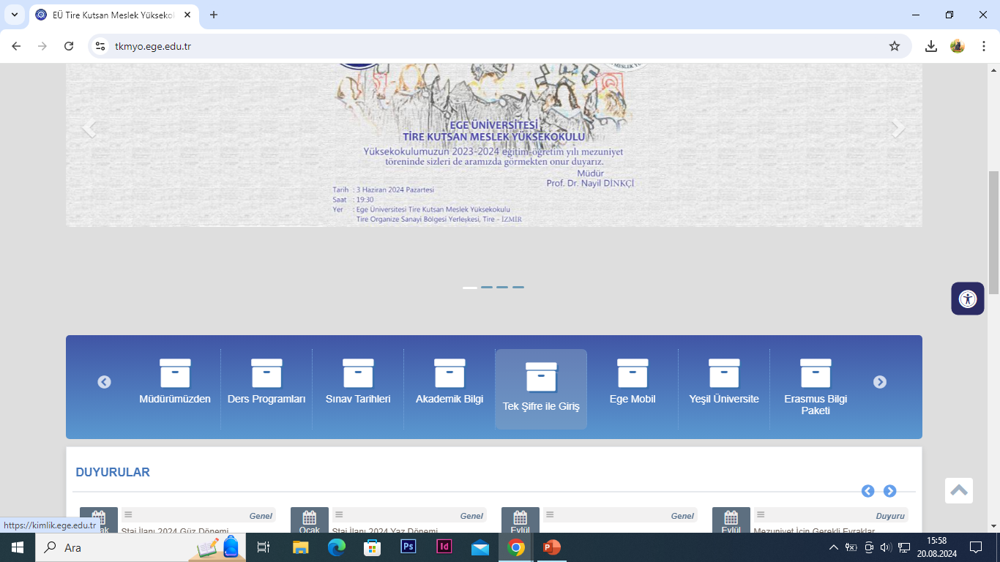 EÜ Tire Kutsan Meslek Yüksekol
tkmyo.ege.edu.tr
EGE ÜNİVERSİTESİ
TİRE KUTSAN MESLEK YÜKSEKOKULU
Yüksekokulumuzun 2023-2024 eğitim-öğretim yılı mezuniyet
töreninde sizleri de aramızda görmekten onur duyarız.
Müdür
Prof. Dr. Nayil DİNKÇİ
Tarih : 3 Haziran 2024 Pazartesi
Saat : 19:30
Yer : Ege Üniversitesi Tire Kutsan Meslek Yüksekokulu
Tire Organize Sanayi Bölgesi Yerleşkesi, Tire - İZMİR
Müdürümüzden
Ders Programları
Sınav Tarihleri
Akademik Bilgi
Tek Şifre ile Giriş
Ege Mobil
Yeşil Üniversite
Erasmus Bilgi
Paketi
DUYURULAR
Genel
Genel
Genel
Duyuru
Ocak
Eylül
Eylül
Staj İlanı 2024 Güz Dönemi
Staj İlanı 2024 Yaz Dönemi
Mezuniyet İçin Gerekli Evraklar
https://kimlik.ege.edu.tr
Ara
Ps
Id
P
15:58
20.08.2024